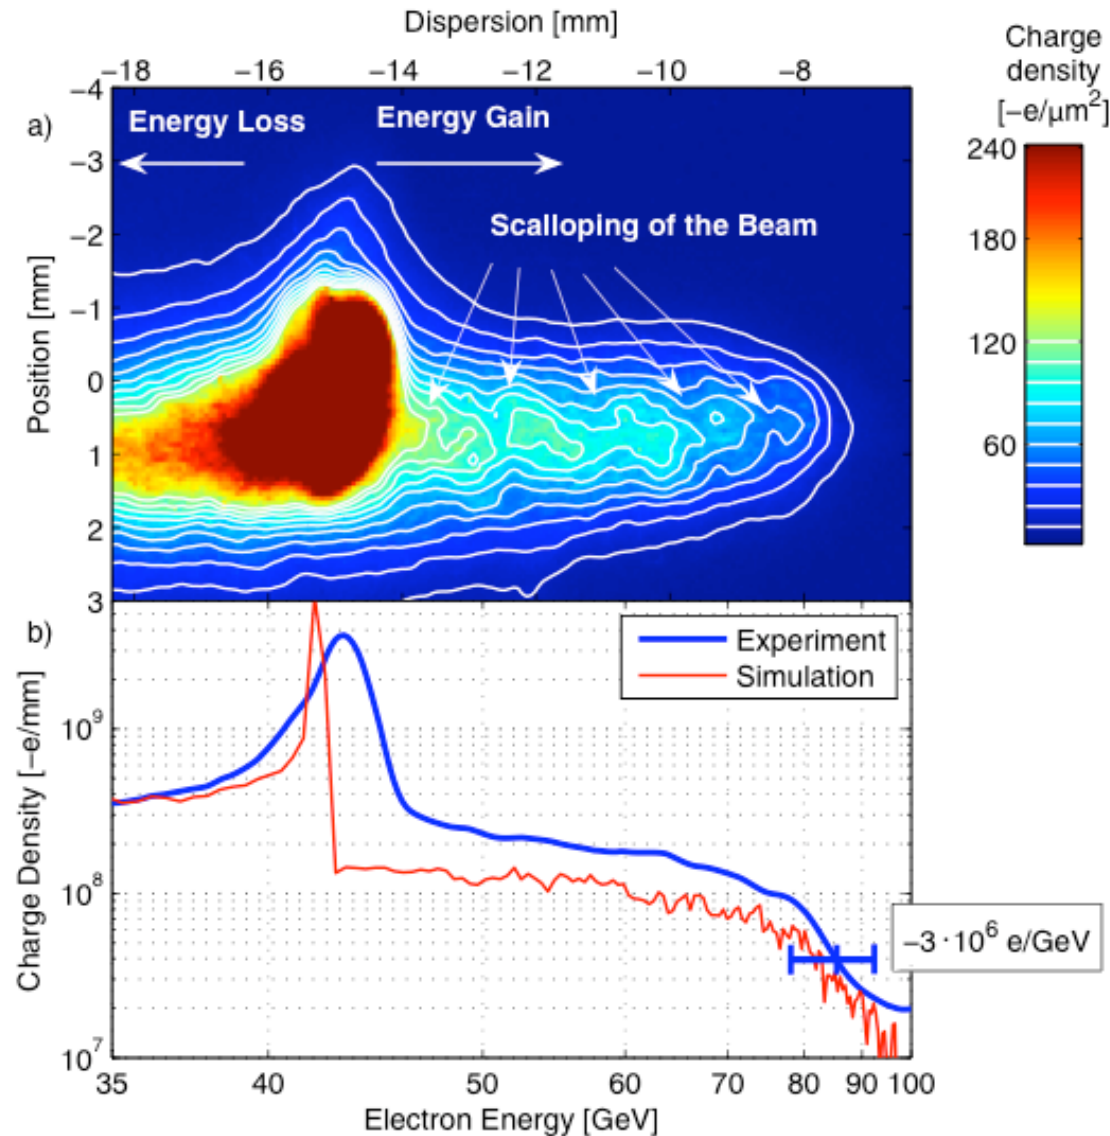 Dispersion [mm]
−18 −16 −14 −12 −10 −8
Charge
density
[−e/µm²]
a)
−4
−3
−2
−1
0
1
2
3
Position [mm]
Energy Loss
Energy Gain
Scalloping of the Beam
240
180
120
60
b)
Experiment
Simulation
10⁹
10⁸
10⁷
Charge Density [−e/mm]
−3·10⁶ e/GeV
35 40 50 60 70 80 90 100
Electron Energy [GeV]